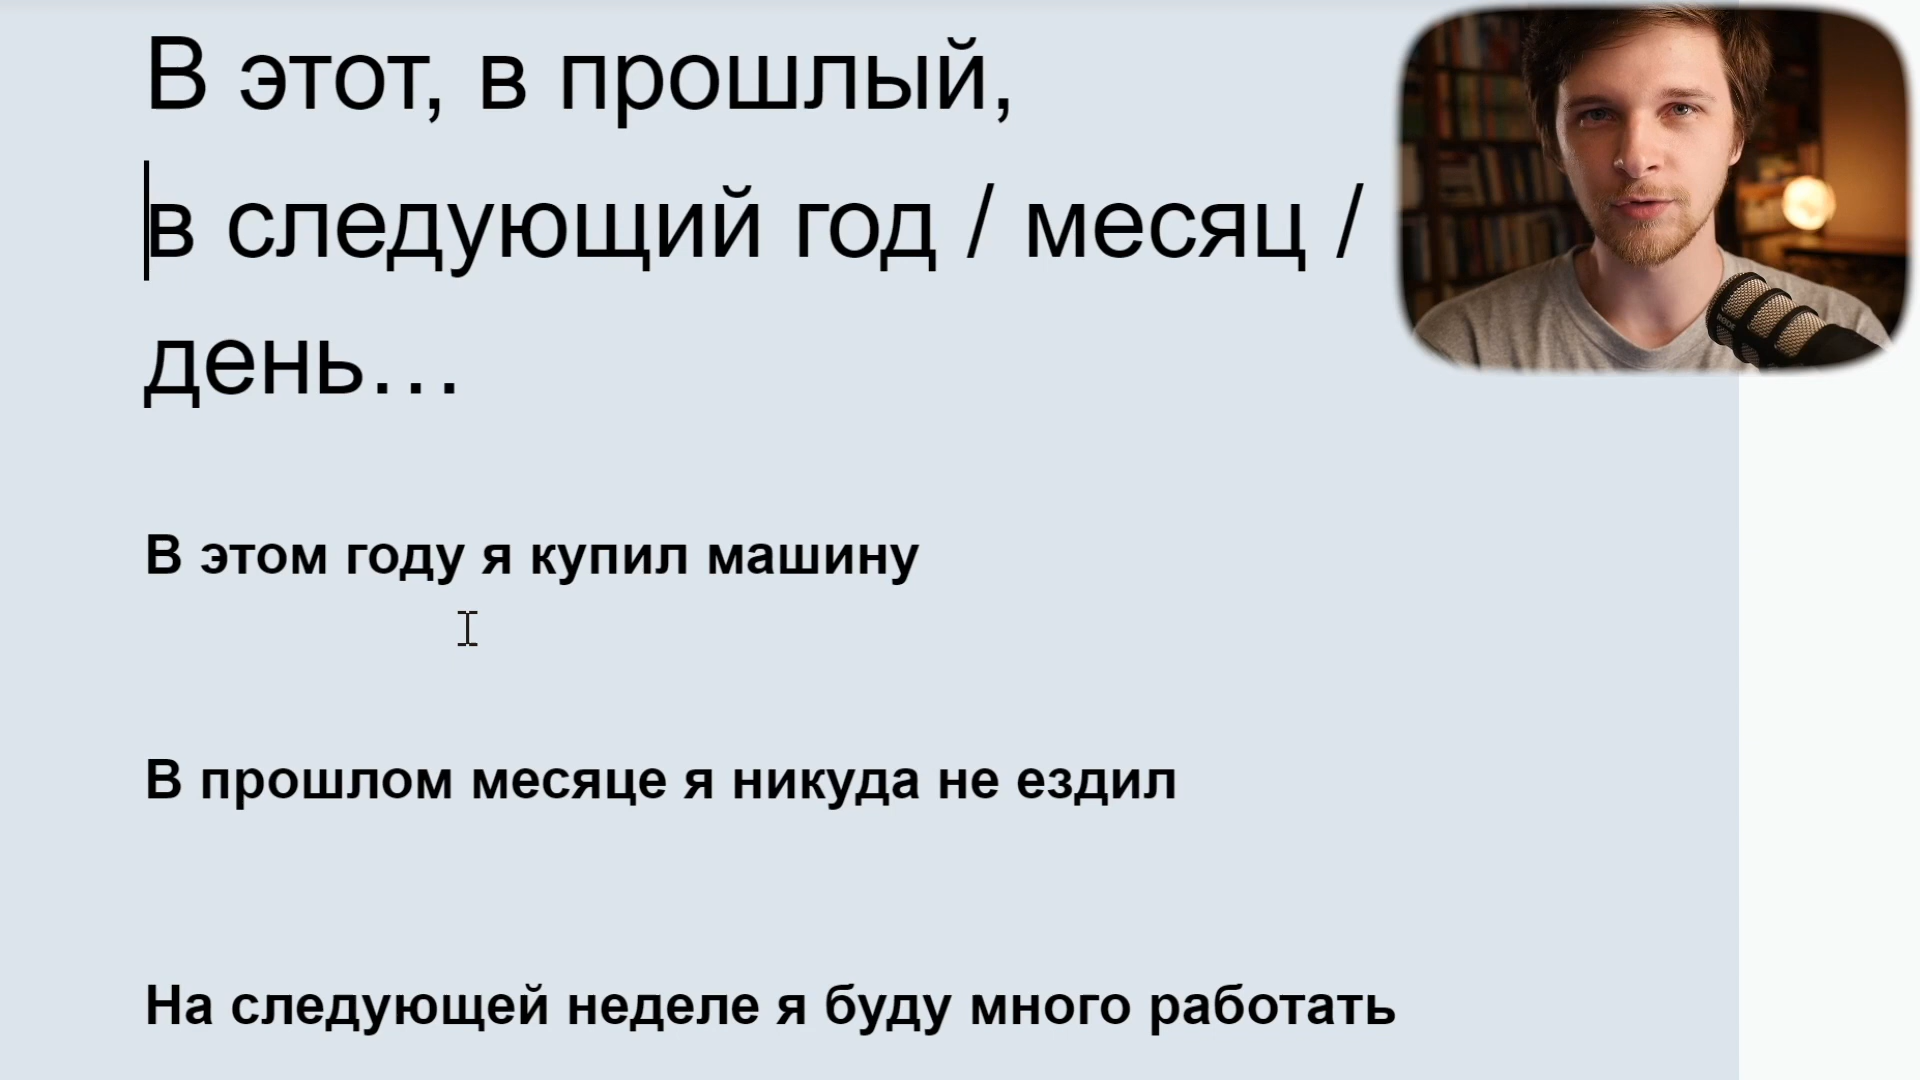 В этот, в прошлый,
в следующий год / месяц /
день...
В этом году я купил машину
В прошлом месяце я никуда не ездил
На следующей неделе я буду много работать